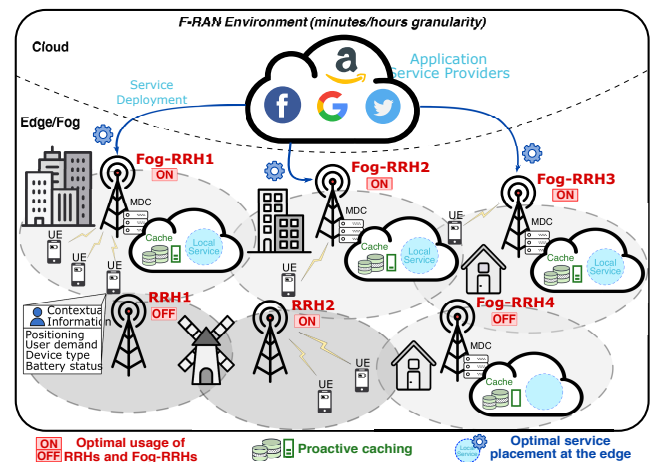 F-RAN Environment (minutes/hours granularity)
Cloud
a
Application
Service Providers
Service
Deployment
f
G
Edge/Fog
Fog-RRH1
ON
Fog-RRH2
ON
Fog-RRH3
ON
MDC
MDC
MDC
UE
UE
UE
UE
UE
Cache
Local
Service
Cache
Local
Service
Cache
Local
Service
Contextual
Information
Positioning
User demand
Device type
Battery status
RRH1
OFF
RRH2
ON
Fog-RRH4
OFF
MDC
UE
UE
Cache
ON
OFF
Optimal usage of
RRHs and Fog-RRHs
Proactive caching
Local
Service
Optimal service
placement at the edge